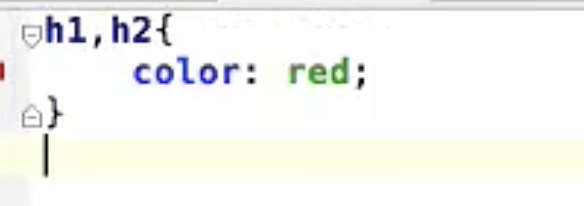 h1,h2{
    color: red;
}